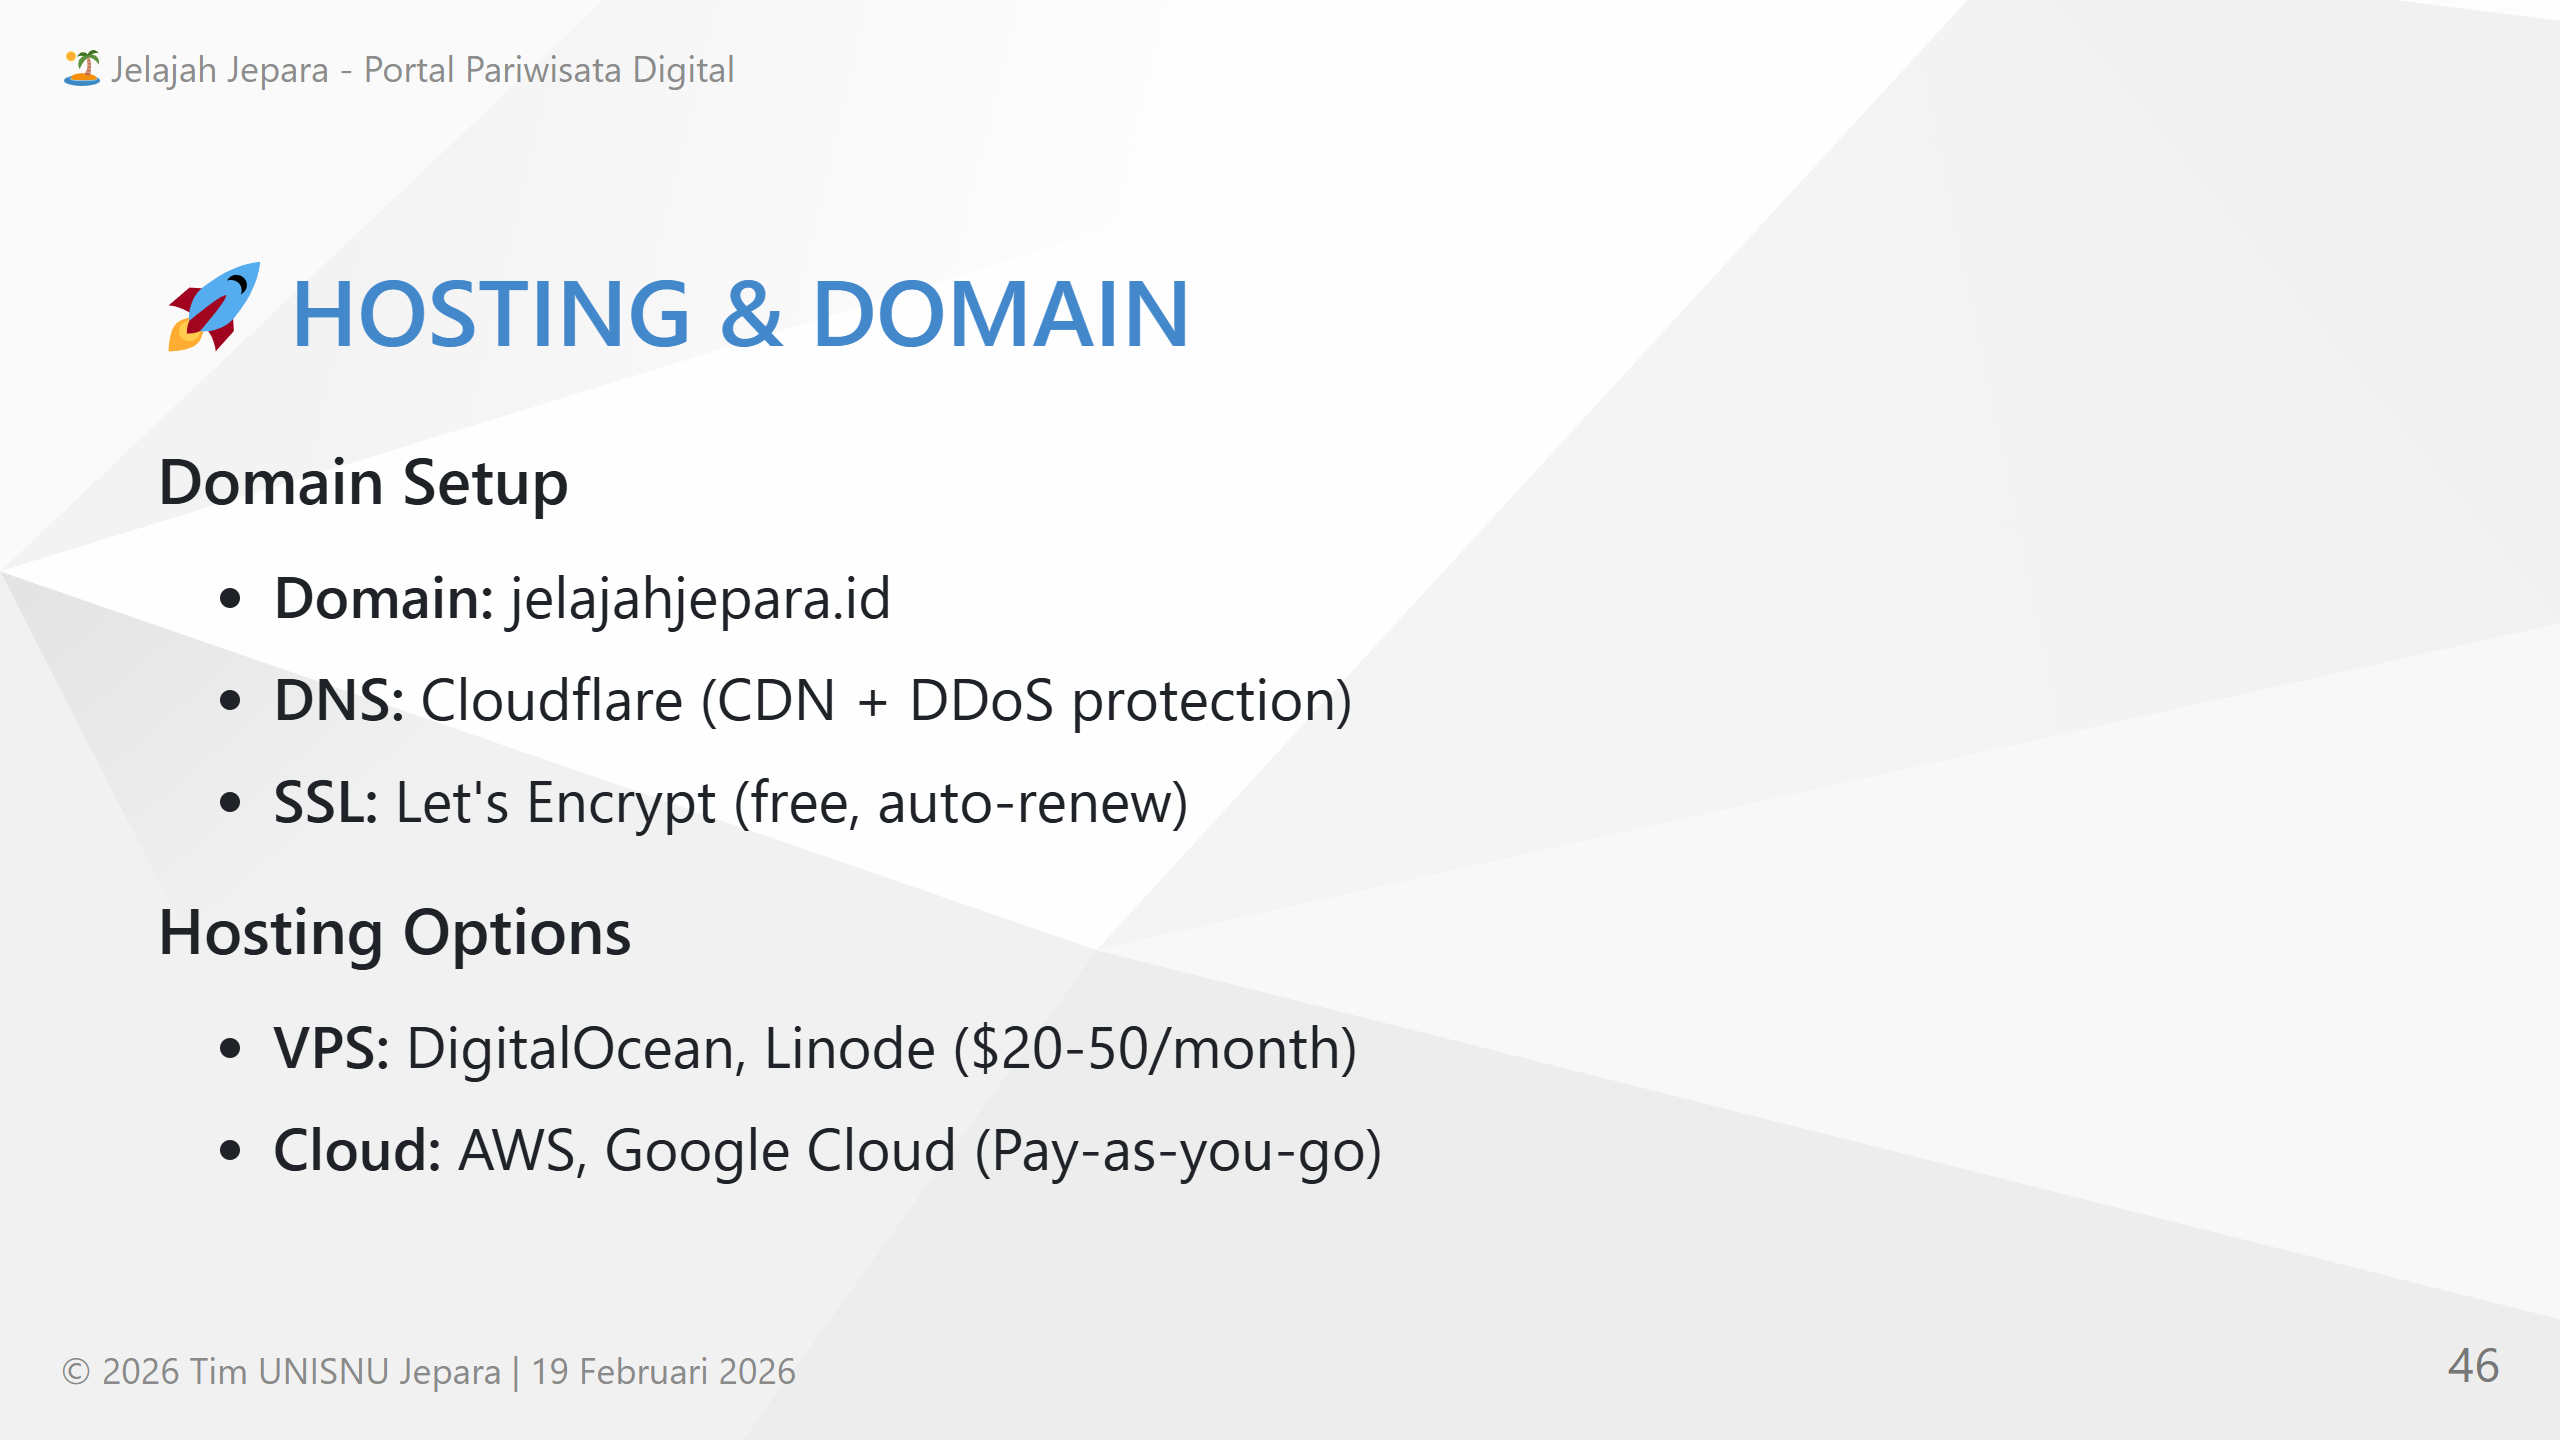 Jelajah Jepara - Portal Pariwisata Digital
HOSTING & DOMAIN
Domain Setup
• Domain: jelajahjepara.id
• DNS: Cloudflare (CDN + DDoS protection)
• SSL: Let's Encrypt (free, auto-renew)
Hosting Options
• VPS: DigitalOcean, Linode ($20-50/month)
• Cloud: AWS, Google Cloud (Pay-as-you-go)
© 2026 Tim UNISNU Jepara | 19 Februari 2026
46